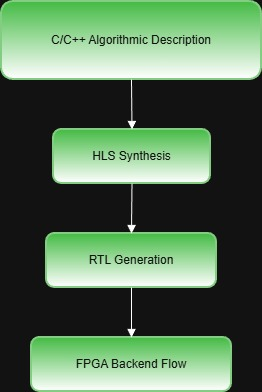 C/C++ Algorithmic Description
HLS Synthesis
RTL Generation
FPGA Backend Flow